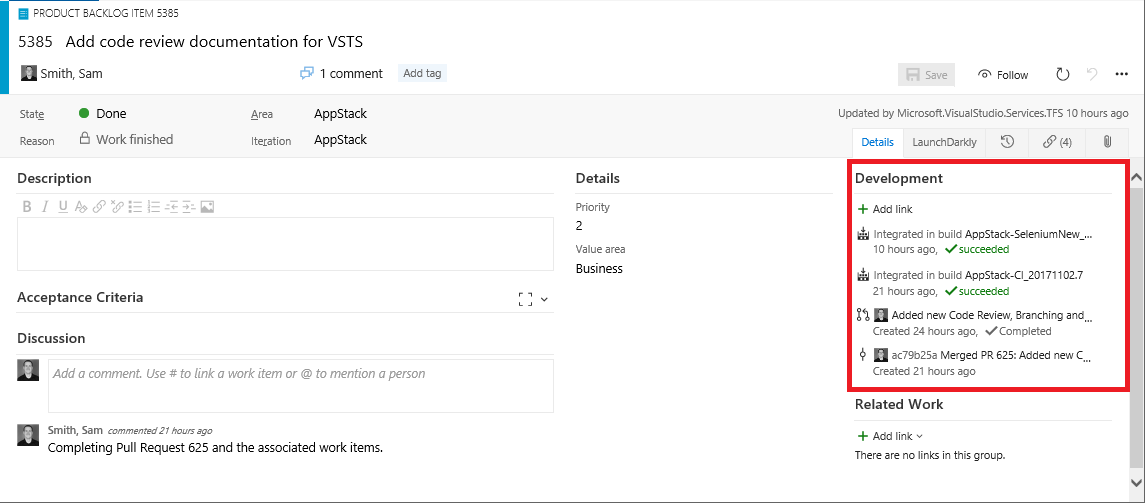 PRODUCT BACKLOG ITEM 5385
5385 Add code review documentation for VSTS
Smith, Sam
1 comment
Add tag
Save
Follow
State
Done
Area
AppStack
Updated by Microsoft.VisualStudio.Services.TFS 10 hours ago
Reason
Work finished
Iteration
AppStack
Details
LaunchDarkly
(4)
Description
B I U
Acceptance Criteria
Discussion
Add a comment. Use # to link a work item or @ to mention a person
Smith, Sam commented 21 hours ago
Completing Pull Request 625 and the associated work items.
Details
Priority
2
Value area
Business
Development
+ Add link
Integrated in build AppStack-SeleniumNew_...
10 hours ago, succeeded
Integrated in build AppStack-CI_20171102.7
21 hours ago, succeeded
Added new Code Review, Branching and...
Created 24 hours ago, Completed
ac79b25a Merged PR 625: Added new C...
Created 21 hours ago
Related Work
+ Add link
There are no links in this group.